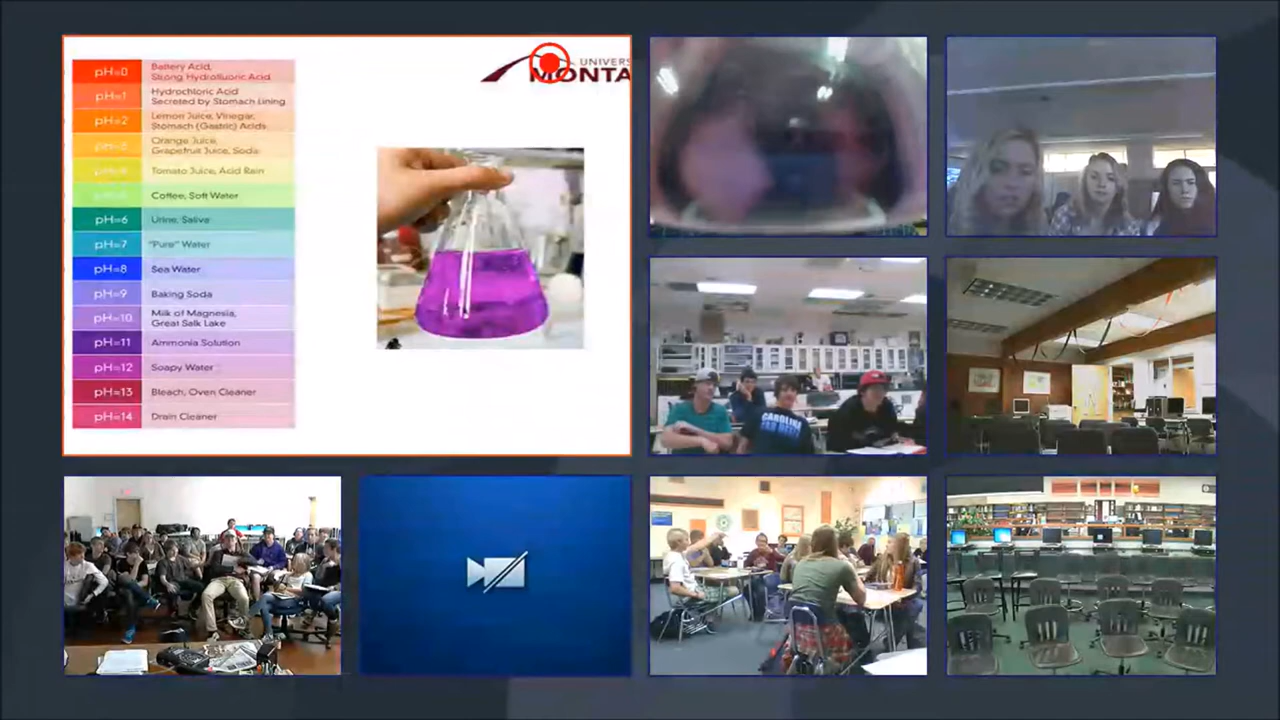 UNIVERS
MONTA
pH=0 Battery Acid,
Strong Hydrofluoric Acid
pH=1 Hydrochloric Acid
Secreted by Stomach Lining
pH=2 Lemon Juice, Vinegar,
Stomach (Gastric) Acids
Orange Juice,
Grapefruit Juice, Soda
Tomato Juice, Acid Rain
Coffee, Soft Water
pH=6 Urine, Saliva
pH=7 "Pure" Water
pH=8 Sea Water
pH=9 Baking Soda
pH=10 Milk of Magnesia,
Great Salk Lake
pH=11 Ammonia Solution
pH=12 Soapy Water
pH=13 Bleach, Oven Cleaner
pH=14 Drain Cleaner
CAROLINA